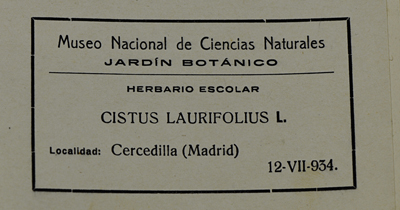 Museo Nacional de Ciencias Naturales
JARDÍN BOTÁNICO
HERBARIO ESCOLAR
CISTUS LAURIFOLIUS L.
Localidad: Cercedilla (Madrid)
12-VII-934.